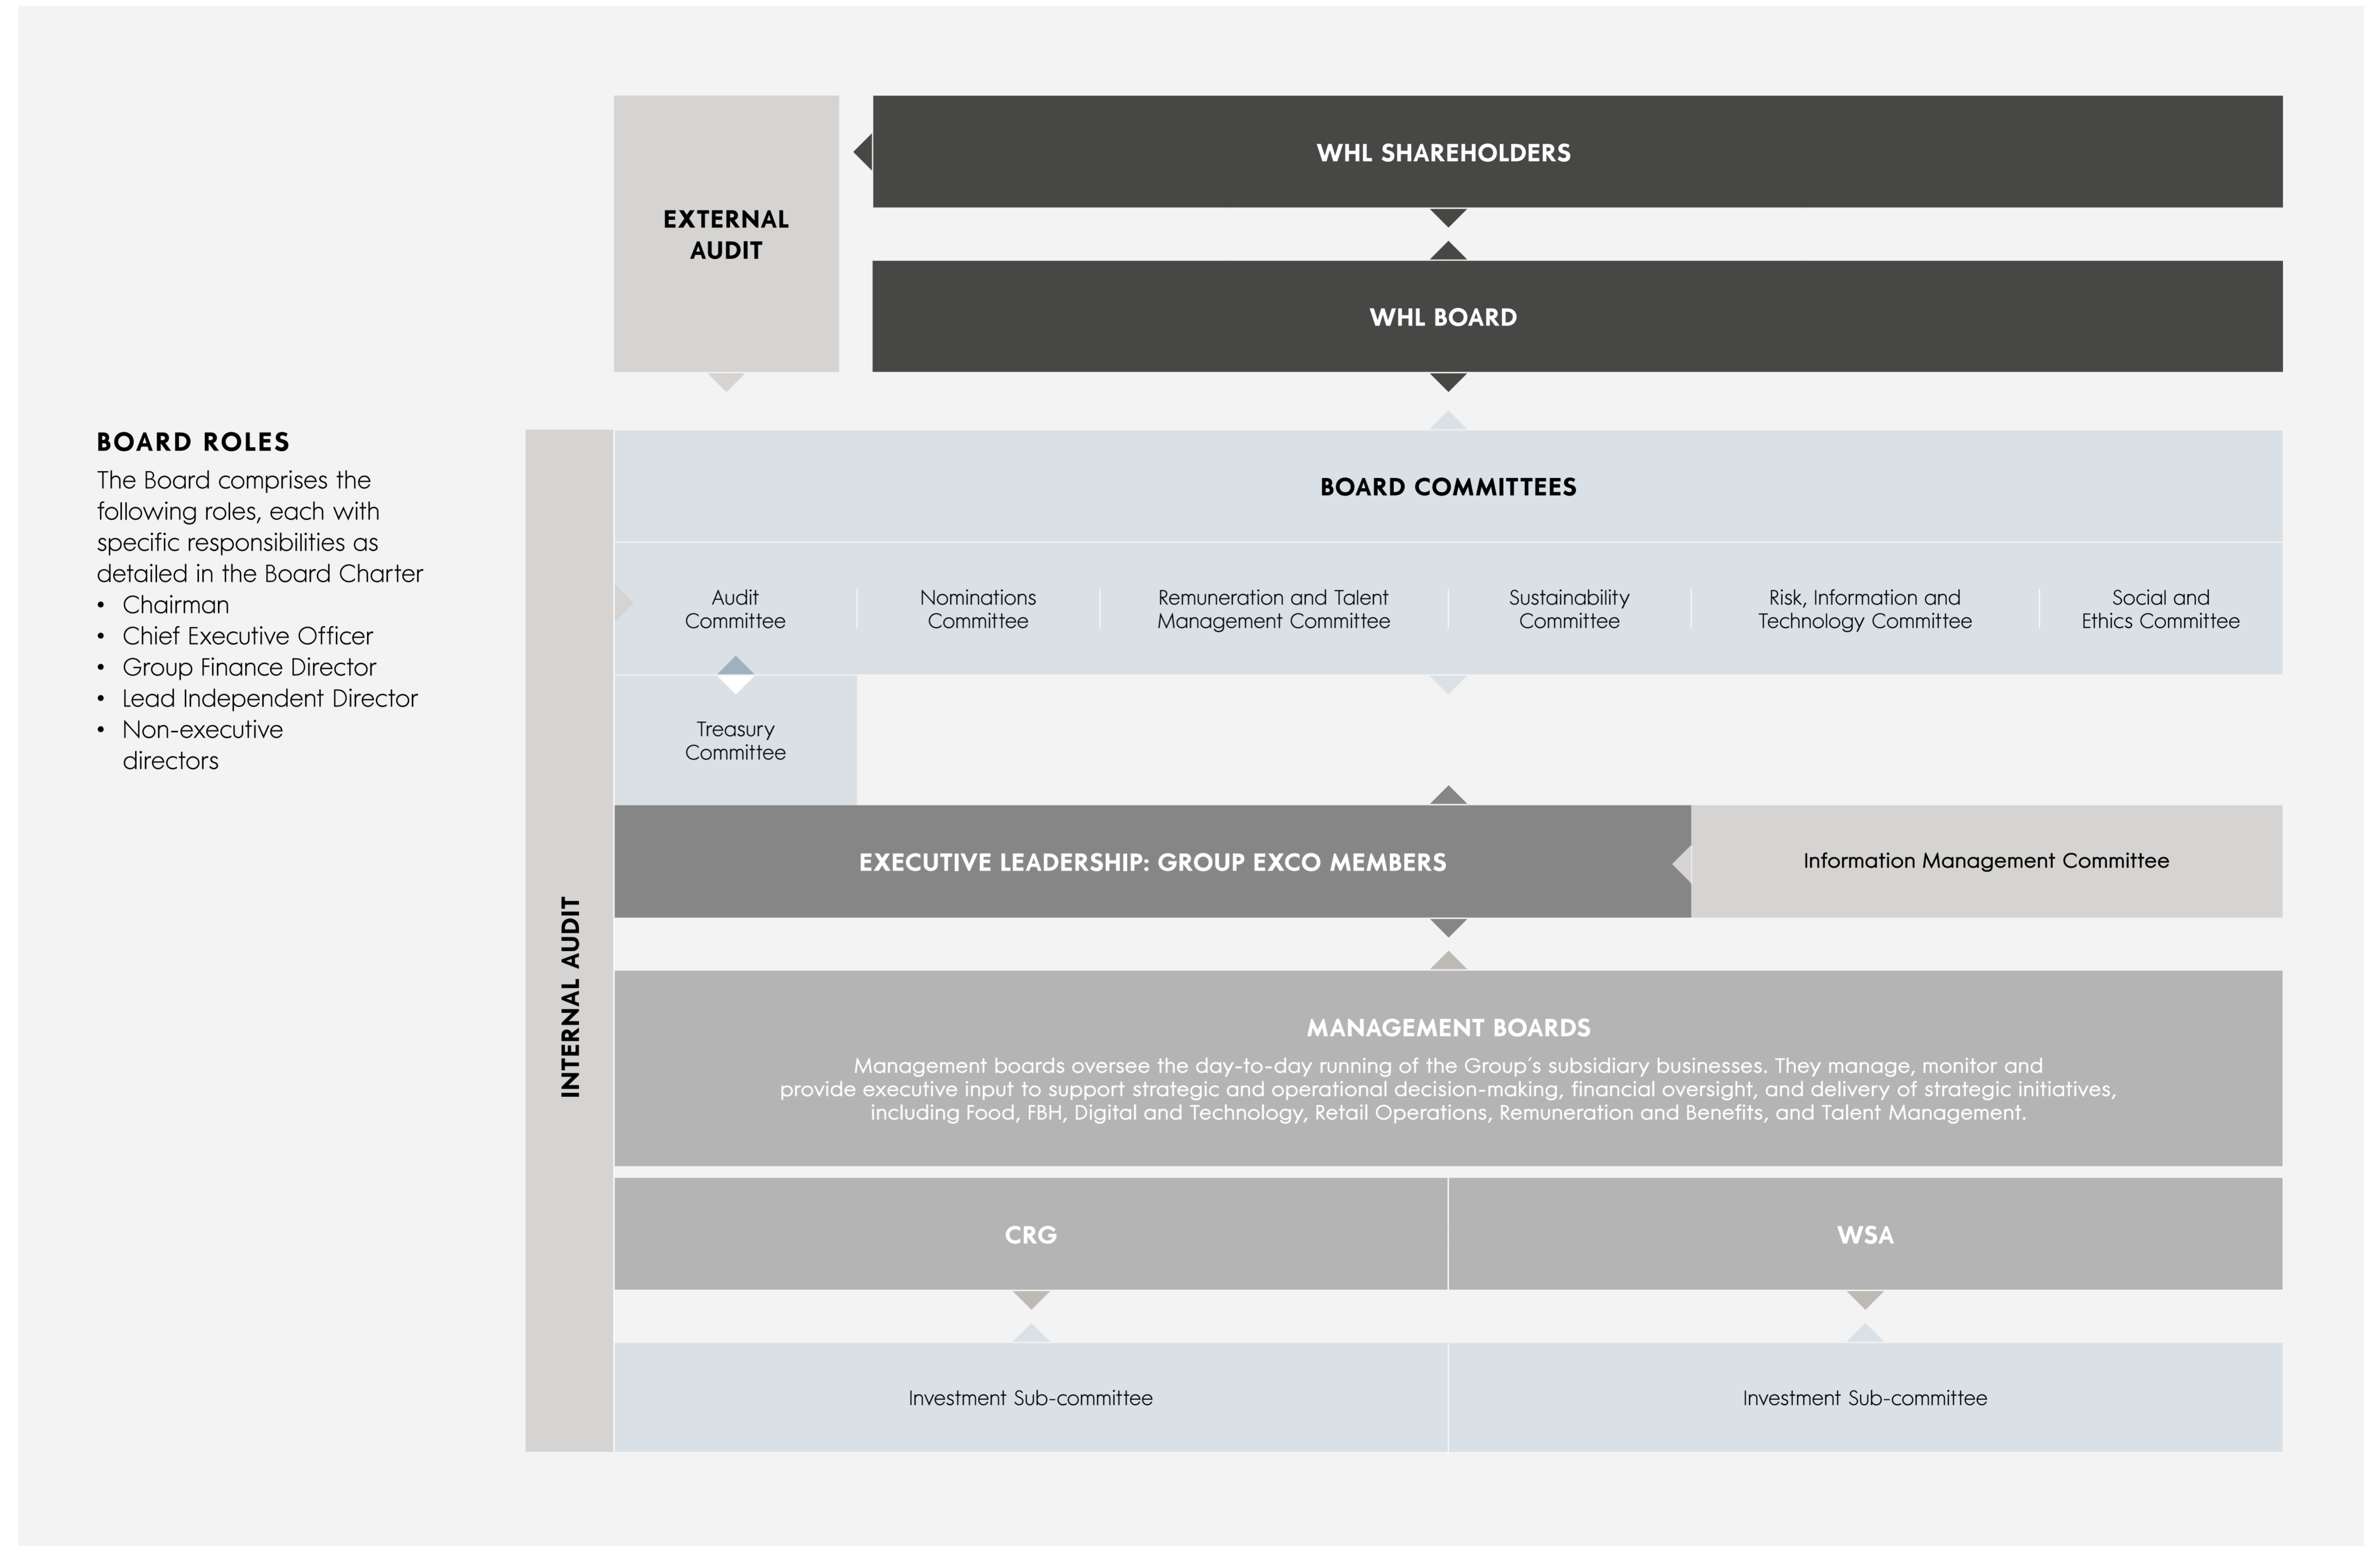 WHL SHAREHOLDERS
EXTERNAL
AUDIT
WHL BOARD
BOARD ROLES
The Board comprises the
following roles, each with
specific responsibilities as
detailed in the Board Charter
• Chairman
• Chief Executive Officer
• Group Finance Director
• Lead Independent Director
• Non-executive
directors
INTERNAL AUDIT
BOARD COMMITTEES
Audit
Committee
Nominations
Committee
Remuneration and Talent
Management Committee
Sustainability
Committee
Risk, Information and
Technology Committee
Social and
Ethics Committee
Treasury
Committee
EXECUTIVE LEADERSHIP: GROUP EXCO MEMBERS
Information Management Committee
MANAGEMENT BOARDS
Management boards oversee the day-to-day running of the Group's subsidiary businesses. They manage, monitor and
provide executive input to support strategic and operational decision-making, financial oversight, and delivery of strategic initiatives,
including Food, FBH, Digital and Technology, Retail Operations, Remuneration and Benefits, and Talent Management.
CRG
WSA
Investment Sub-committee
Investment Sub-committee